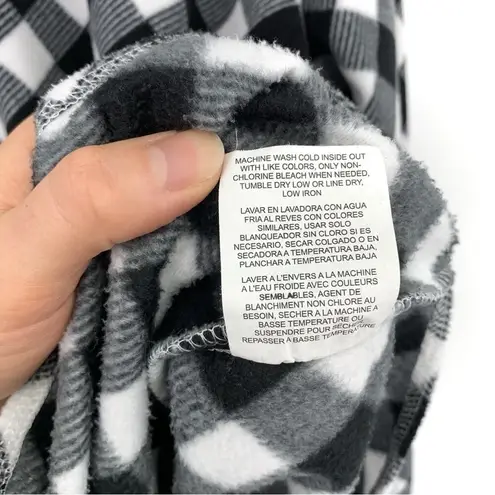 MACHINE WASH COLD INSIDE OUT
WITH LIKE COLORS, ONLY NON-
CHLORINE BLEACH WHEN NEEDED,
TUMBLE DRY LOW OR LINE DRY,
LOW IRON
LAVAR EN LAVADORA CON AGUA
FRIA AL REVES CON COLORES
SIMILARES, USAR SOLO
BLANQUEADOR SIN CLORO SI ES
NECESARIO, SECAR COLGADO O EN
SECADORA A TEMPERATURA BAJA,
PLANCHAR A TEMPERATURA BAJA
LAVER A L'ENVERS A LA MACHINE
A L'EAU FROIDE AVEC COULEURS
SEMBLABLES, AGENT DE
BLANCHIMENT NON CHLORE AU
BESOIN, SÉCHER A LA MACHINE A
BASSE TEMPERATURE OU
SUSPENDRE POUR SÉCHER,
REPASSER A BASSE TEMPERATURE